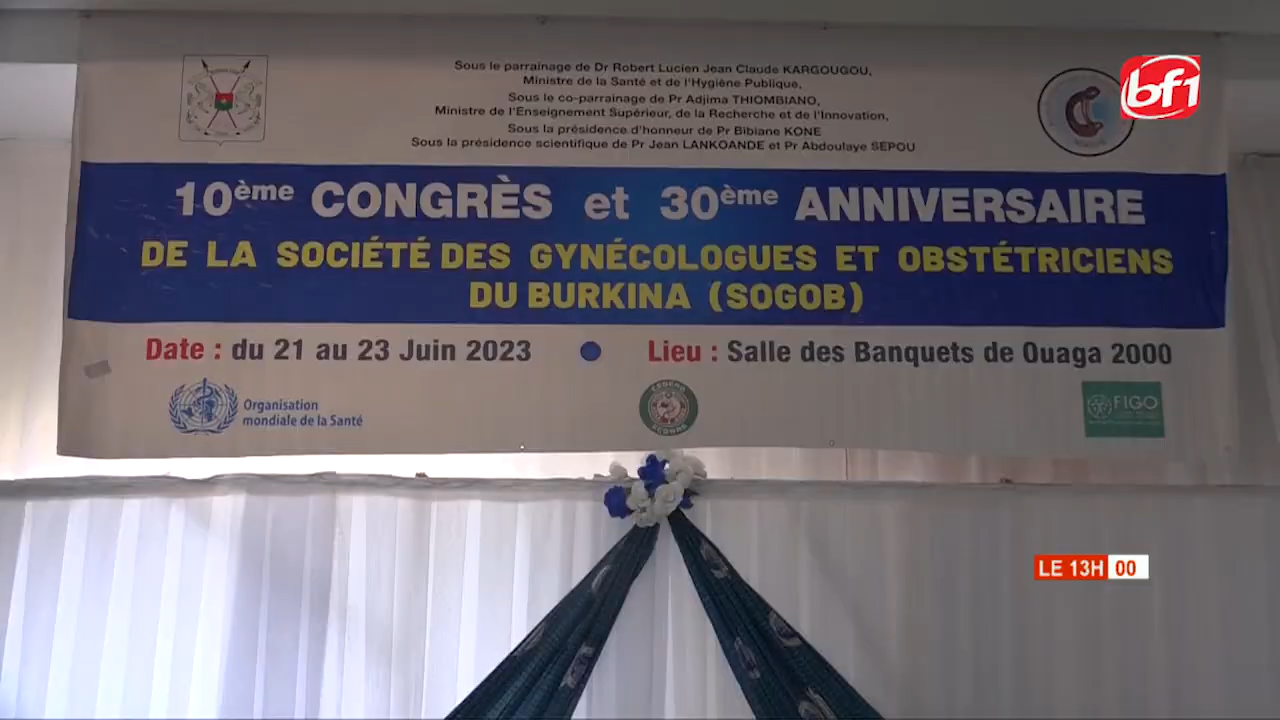 Sous le parrainage de Dr Robert Lucien Jean Claude KARGOUGOU,
Ministre de la Santé et de l'Hygiène Publique,
Sous le co-parrainage de Pr Adjima THIOMBIANO,
Ministre de l'Enseignement Supérieur, de la Recherche et de l'Innovation,
Sous la présidence d'honneur de Pr Bibiane KONE
Sous la présidence scientifique de Pr Jean LANKOANDE et Pr Abdoulaye SEPOU
bf1
10ème CONGRÈS et 30ème ANNIVERSAIRE
DE LA SOCIÉTÉ DES GYNÉCOLOGUES ET OBSTÉTRICIENS
DU BURKINA (SOGOB)
Date : du 21 au 23 Juin 2023 Lieu : Salle des Banquets de Ouaga 2000
Organisation
mondiale de la Santé
FIGO
LE 13H 00